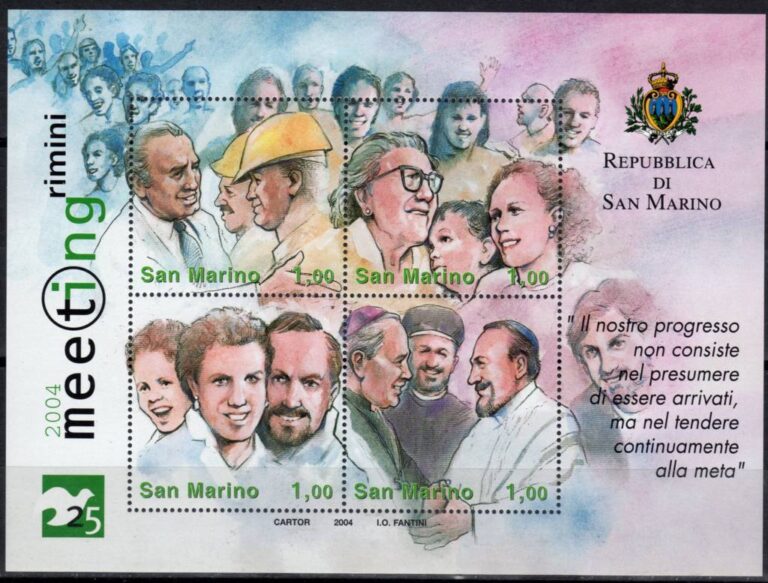 REPUBBLICA
DI
SAN MARINO
2004 meeting rimini
San Marino 1,00
San Marino 1,00
San Marino 1,00
San Marino 1,00
" Il nostro progresso
non consiste
nel presumere
di essere arrivati,
ma nel tendere
continuamente
alla meta"
25
CARTOR 2004 I.O. FANTINI